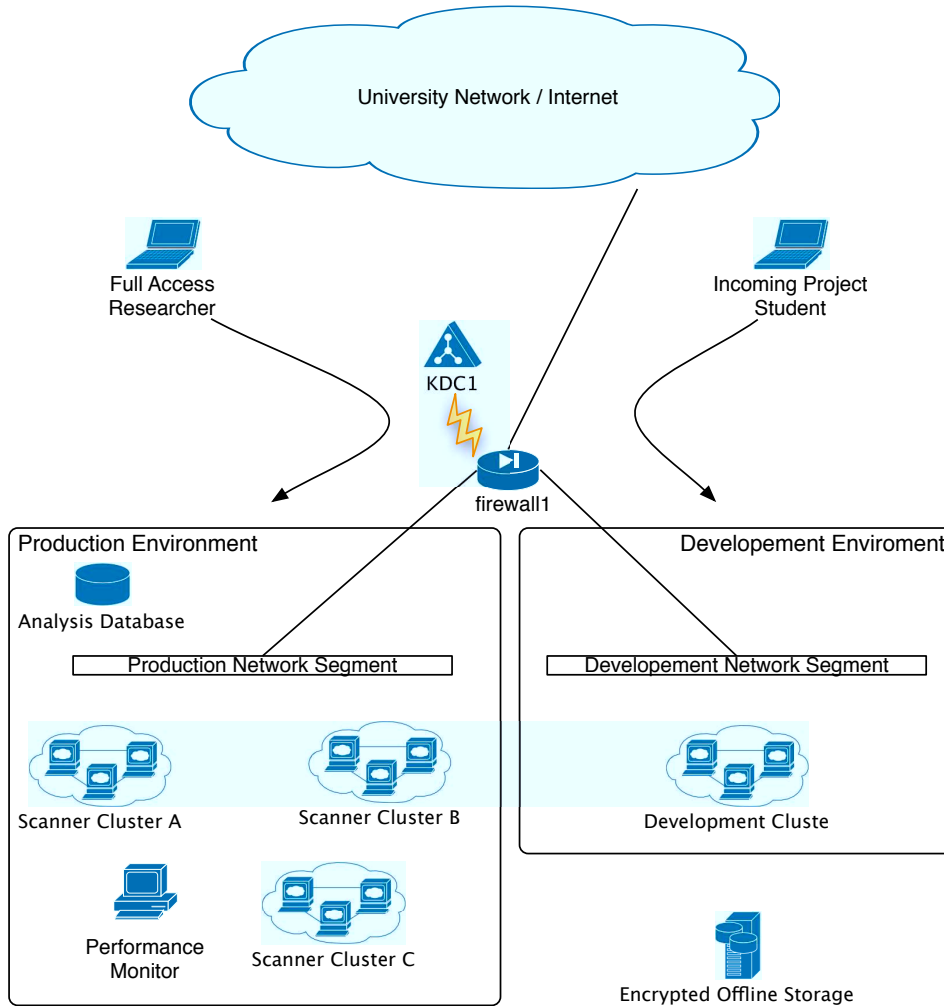 University Network / Internet
Full Access
Researcher
Incoming Project
Student
KDC1
firewall1
Production Environment
Developement Enviroment
Analysis Database
Production Network Segment
Developement Network Segment
Scanner Cluster A
Scanner Cluster B
Development Cluste
Performance
Monitor
Scanner Cluster C
Encrypted Offline Storage